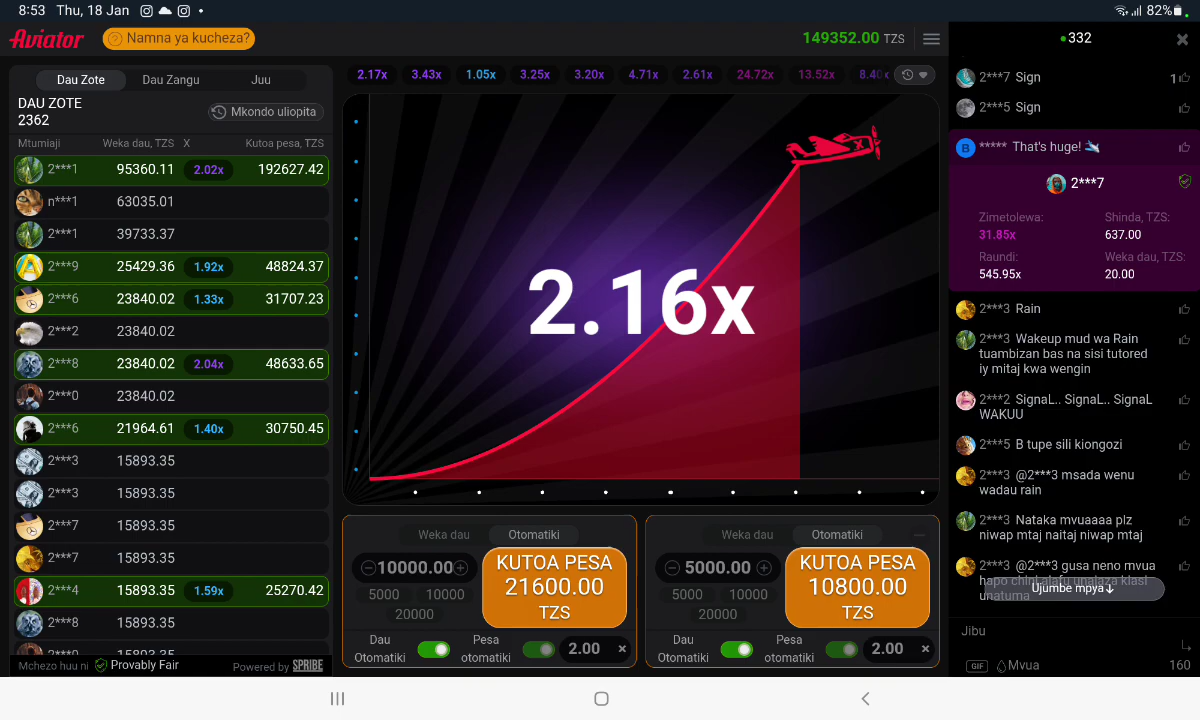 8:53 Thu, 18 Jan
82%
Aviator
Namna ya kucheza?
149352.00 TZS
332
Dau Zote Dau Zangu Juu
DAU ZOTE
2362
Mkondo uliopita
Mtumiaji Weka dau, TZS X Kutoa pesa, TZS
2***1 95360.11 2.02x 192627.42
n***1 63035.01
2***1 39733.37
2***9 25429.36 1.92x 48824.37
2***6 23840.02 1.33x 31707.23
2***2 23840.02
2***8 23840.02 2.04x 48633.65
2***0 23840.02
2***6 21964.61 1.40x 30750.45
2***3 15893.35
2***3 15893.35
2***7 15893.35
2***7 15893.35
2***4 15893.35 1.59x 25270.42
2***8 15893.35
Mchezo huu ni Provably Fair Powered by SPRIBE
2.17x 3.43x 1.05x 3.25x 3.20x 4.71x 2.61x 24.72x 13.52x 8.40x
2.16x
Weka dau Otomatiki
10000.00
5000 10000
20000
KUTOA PESA
21600.00
TZS
Dau
Otomatiki
Pesa
otomatiki
2.00 ×
Weka dau Otomatiki
5000.00
5000 10000
20000
KUTOA PESA
10800.00
TZS
Dau
Otomatiki
Pesa
otomatiki
2.00 ×
2***7 Sign 1
2***5 Sign
B ***** That's huge!
2***7
Zimetolewa: Shinda, TZS:
31.85x 637.00
Raundi: Weka dau, TZS:
545.95x 20.00
2***3 Rain
2***3 Wakeup mud wa Rain
tuambizan bas na sisi tutored
iy mitaj kwa wengin
2***2 SignaL.. SignaL.. SignaL
WAKUU
2***5 B tupe sili kiongozi
2***3 @2***3 msada wenu
wadau rain
2***3 Nataka mvuaaaa plz
niwap mtaj naitaj niwap mtaj
2***3 @2***3 gusa neno mvua
hapo chini alafu unalaza klasi
unatuma
Ujumbe mpya
Jibu
GIF Mvua 160